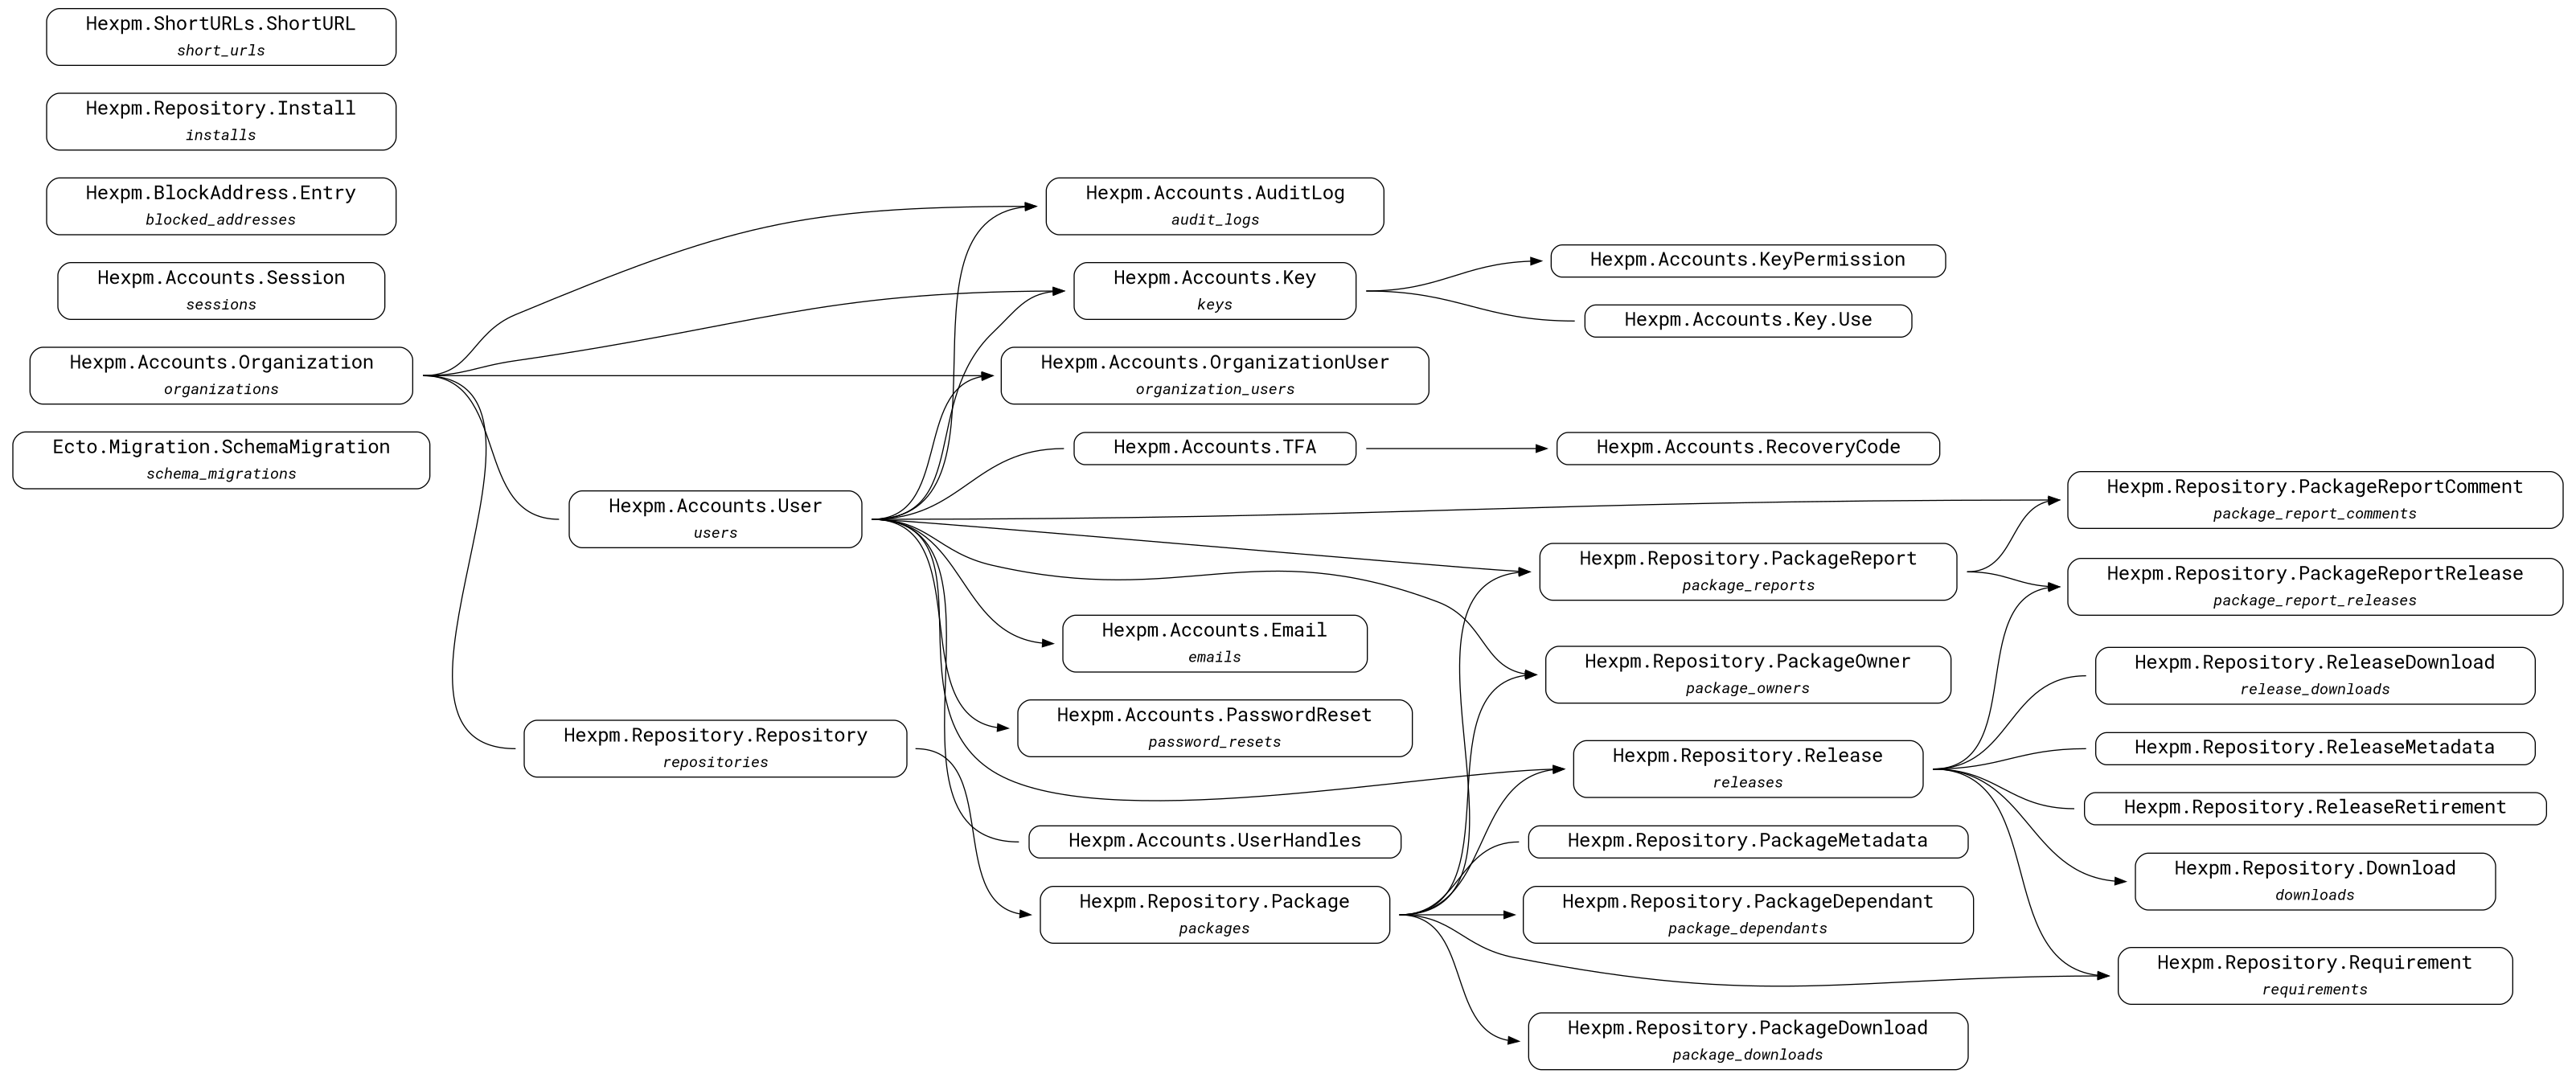 Hexpm.ShortURLs.ShortURL
short_urls
Hexpm.Repository.Install
installs
Hexpm.BlockAddress.Entry
blocked_addresses
Hexpm.Accounts.Session
sessions
Hexpm.Accounts.Organization
organizations
Ecto.Migration.SchemaMigration
schema_migrations
Hexpm.Accounts.User
users
Hexpm.Repository.Repository
repositories
Hexpm.Accounts.AuditLog
audit_logs
Hexpm.Accounts.Key
keys
Hexpm.Accounts.OrganizationUser
organization_users
Hexpm.Accounts.TFA
Hexpm.Accounts.Email
emails
Hexpm.Accounts.PasswordReset
password_resets
Hexpm.Accounts.UserHandles
Hexpm.Repository.Package
packages
Hexpm.Accounts.KeyPermission
Hexpm.Accounts.Key.Use
Hexpm.Accounts.RecoveryCode
Hexpm.Repository.PackageReport
package_reports
Hexpm.Repository.PackageOwner
package_owners
Hexpm.Repository.Release
releases
Hexpm.Repository.PackageMetadata
Hexpm.Repository.PackageDependant
package_dependants
Hexpm.Repository.PackageDownload
package_downloads
Hexpm.Repository.PackageReportComment
package_report_comments
Hexpm.Repository.PackageReportRelease
package_report_releases
Hexpm.Repository.ReleaseDownload
release_downloads
Hexpm.Repository.ReleaseMetadata
Hexpm.Repository.ReleaseRetirement
Hexpm.Repository.Download
downloads
Hexpm.Repository.Requirement
requirements